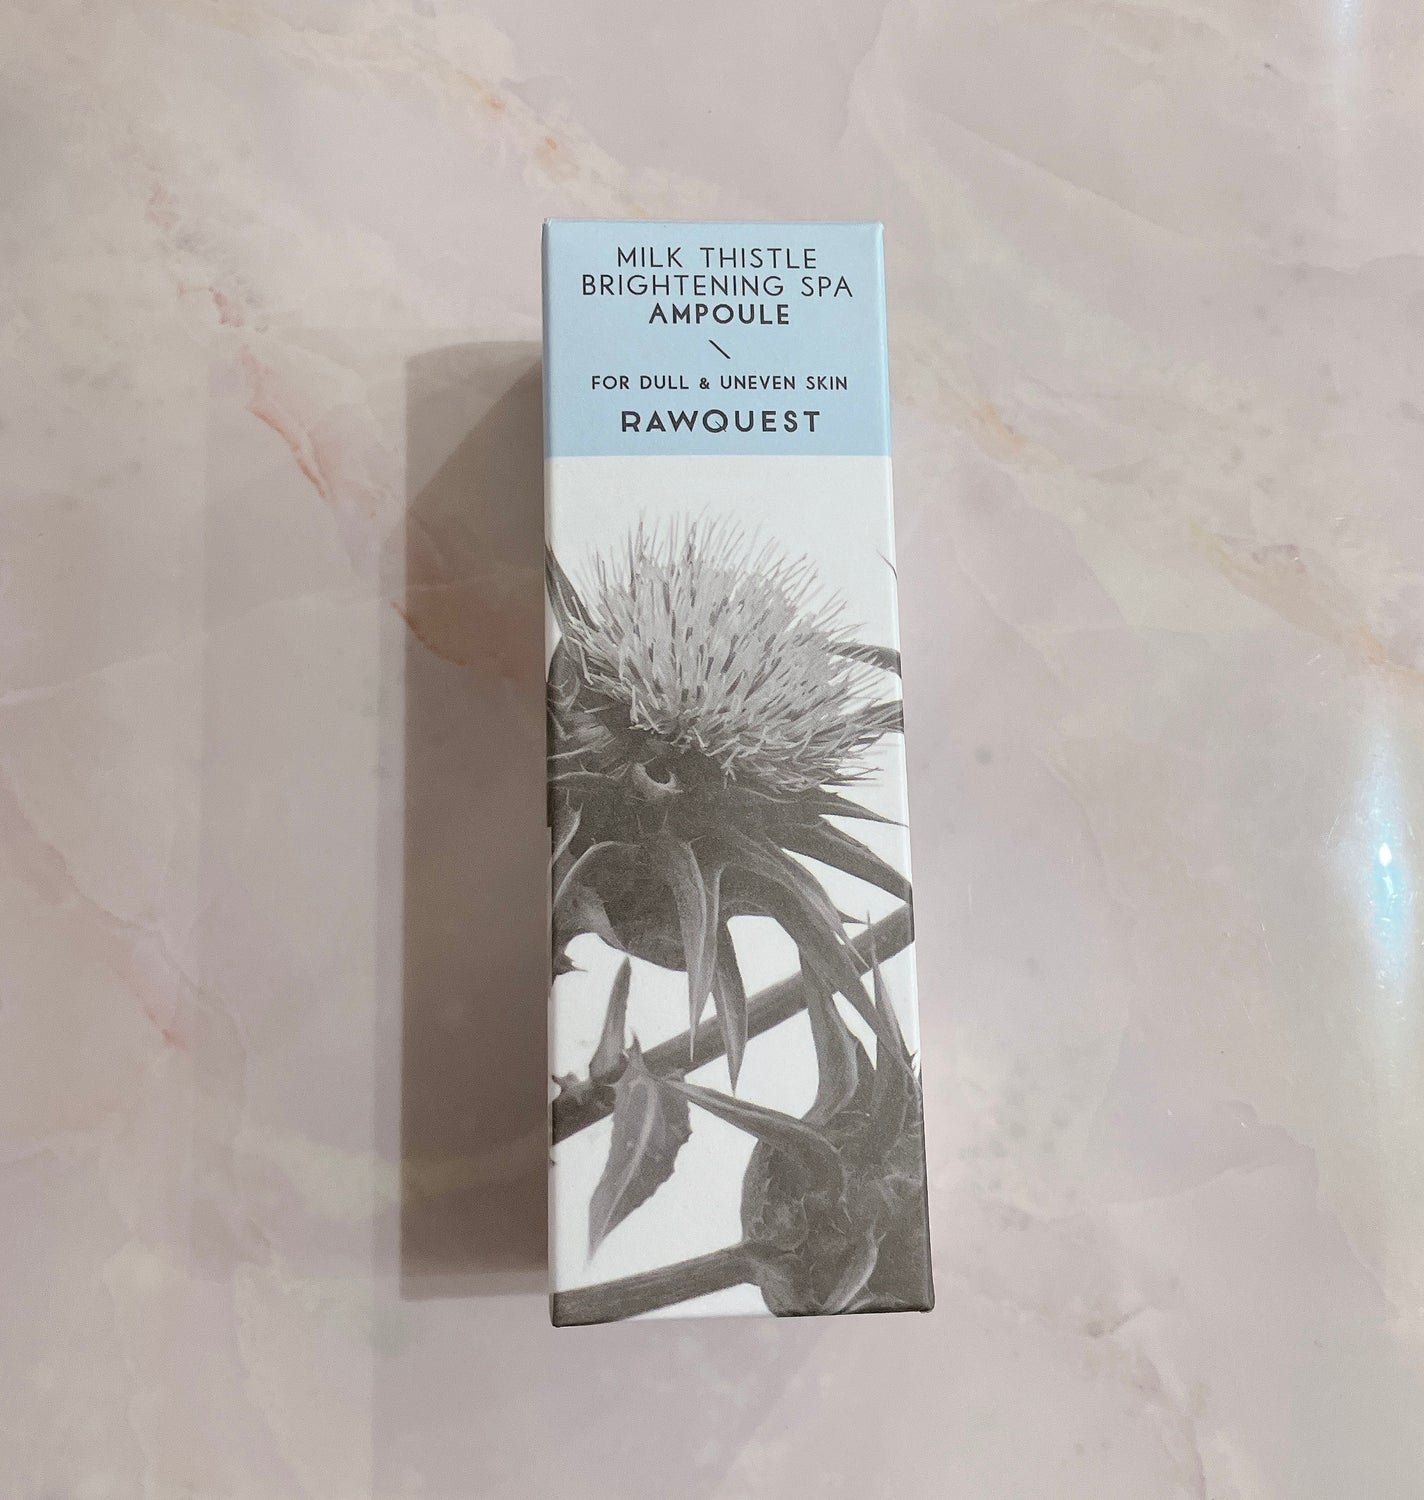 MILK THISTLE
BRIGHTENING SPA
AMPOULE
\
FOR DULL & UNEVEN SKIN
RAWQUEST